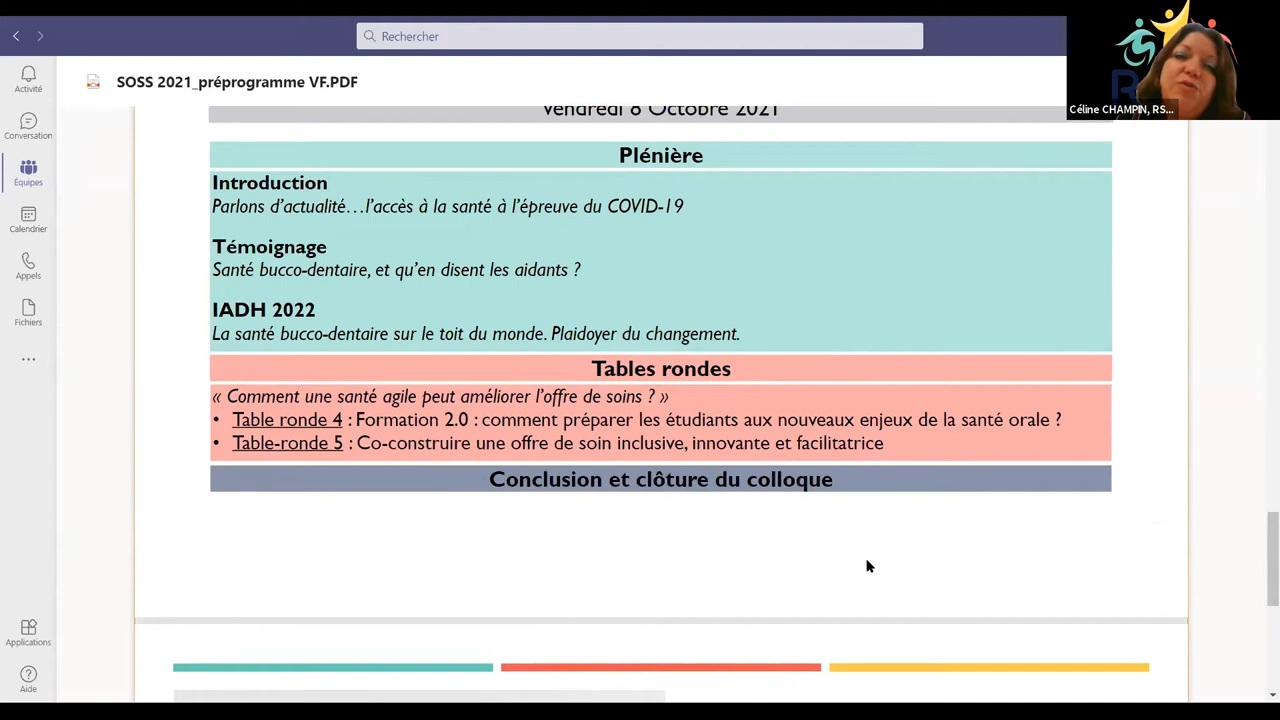 Rechercher
SOSS 2021_préprogramme VF.PDF
Céline CHAMPIN, RS...
Activité
Conversation
Équipes
Calendrier
Appels
Fichiers
...
Applications
Aide
Vendredi 8 Octobre 2021
Plénière
Introduction
Parlons d'actualité…l'accès à la santé à l'épreuve du COVID-19
Témoignage
Santé bucco-dentaire, et qu'en disent les aidants ?
IADH 2022
La santé bucco-dentaire sur le toit du monde. Plaidoyer du changement.
Tables rondes
« Comment une santé agile peut améliorer l'offre de soins ? »
• Table ronde 4 : Formation 2.0 : comment préparer les étudiants aux nouveaux enjeux de la santé orale ?
• Table-ronde 5 : Co-construire une offre de soin inclusive, innovante et facilitatrice
Conclusion et clôture du colloque